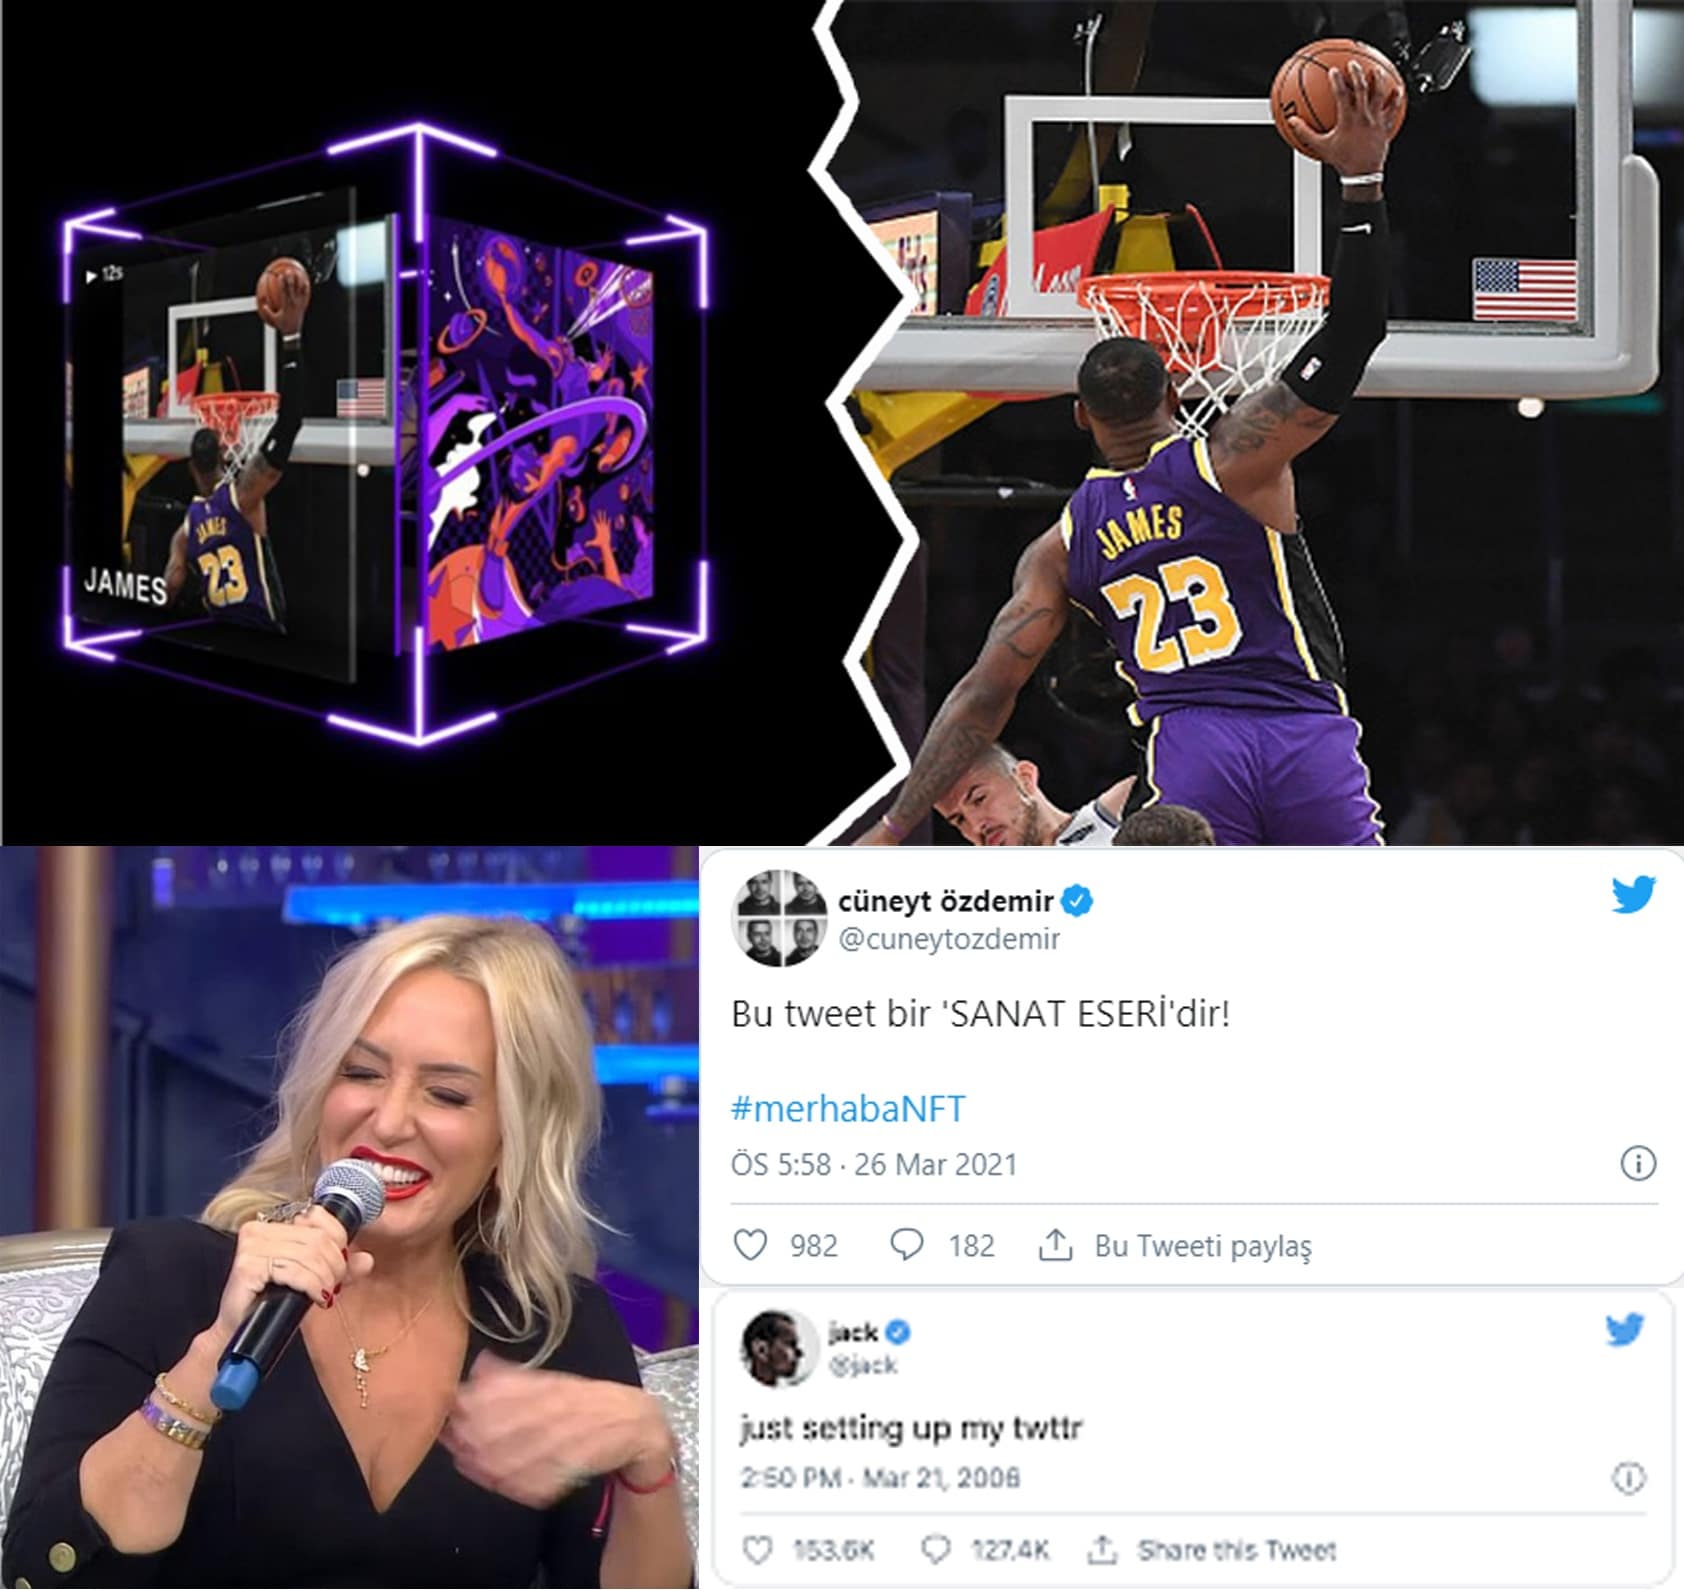 ▶ 12s
JAMES
23
JAMES
JAMES
23
cüneyt özdemir
@cuneytozdemir
Bu tweet bir 'SANAT ESERİ'dir!
#merhabaNFT
ÖS 5:58 · 26 Mar 2021
982 182 Bu Tweeti paylaş
jack
@jack
just setting up my twttr
2:50 PM · Mar 21, 2006
153.6K 127.4K Share this Tweet